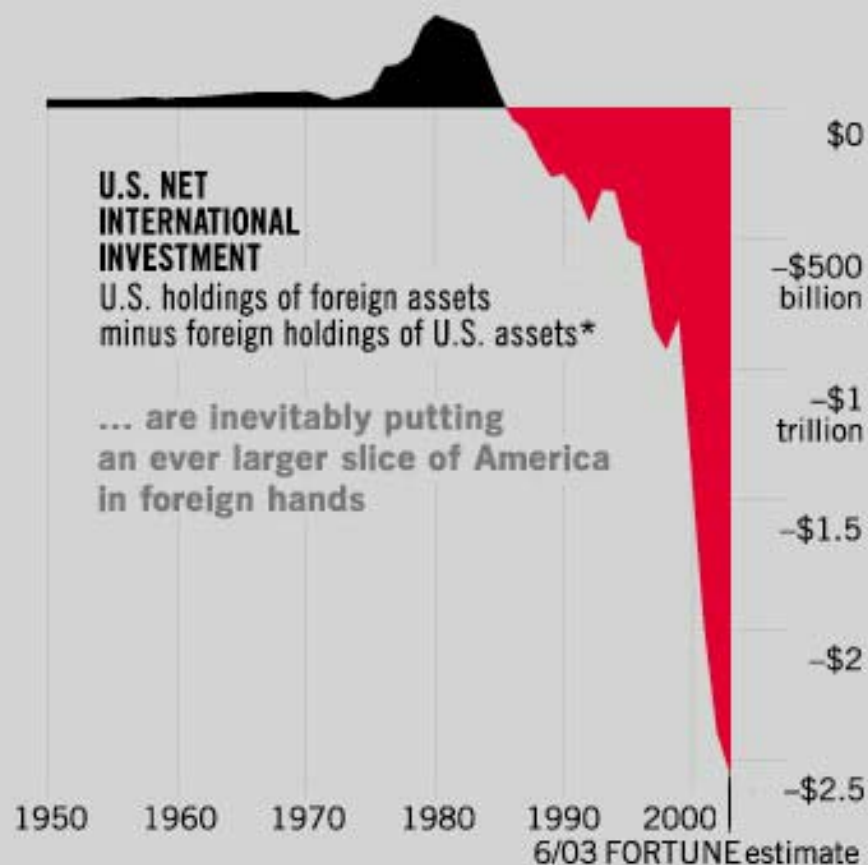 $0
U.S. NET
INTERNATIONAL
INVESTMENT
U.S. holdings of foreign assets
minus foreign holdings of U.S. assets*
–$500
billion
... are inevitably putting
an ever larger slice of America
in foreign hands
–$1
trillion
–$1.5
–$2
–$2.5
1950 1960 1970 1980 1990 2000
6/03 FORTUNE estimate